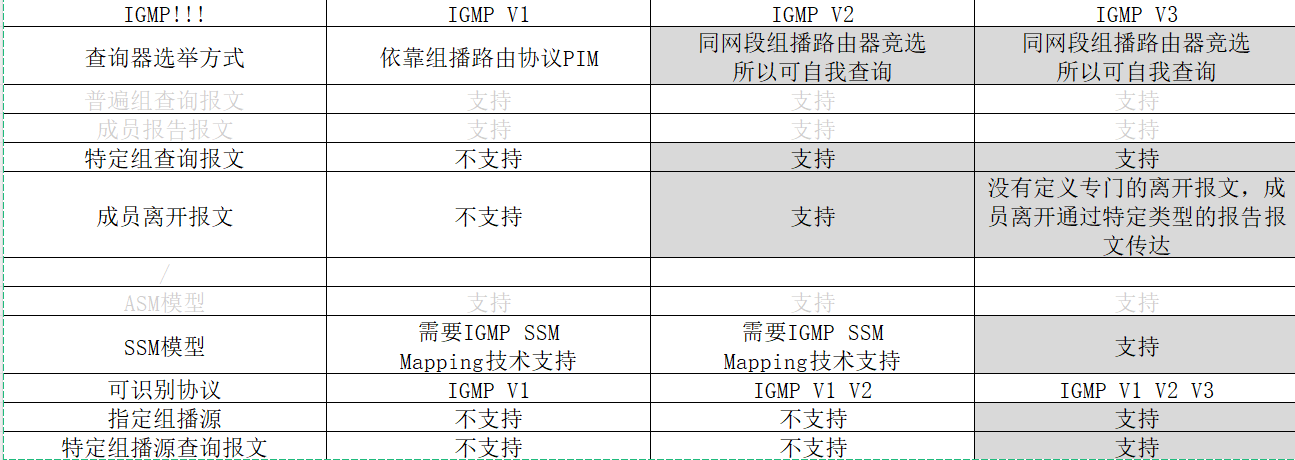 IGMP!!! IGMP V1 IGMP V2 IGMP V3
查询器选举方式 依靠组播路由协议PIM 同网段组播路由器竞选 同网段组播路由器竞选
所以可自我查询 所以可自我查询
普遍组查询报文 支持 支持 支持
成员报告报文 支持 支持 支持
特定组查询报文 不支持 支持 支持
成员离开报文 不支持 支持 没有定义专门的离开报文，成
员离开通过特定类型的报告报
文传达
/
ASM模型 支持 支持 支持
SSM模型 需要IGMP SSM 需要IGMP SSM 支持
Mapping技术支持 Mapping技术支持
可识别协议 IGMP V1 IGMP V1 V2 IGMP V1 V2 V3
指定组播源 不支持 不支持 支持
特定组播源查询报文 不支持 不支持 支持